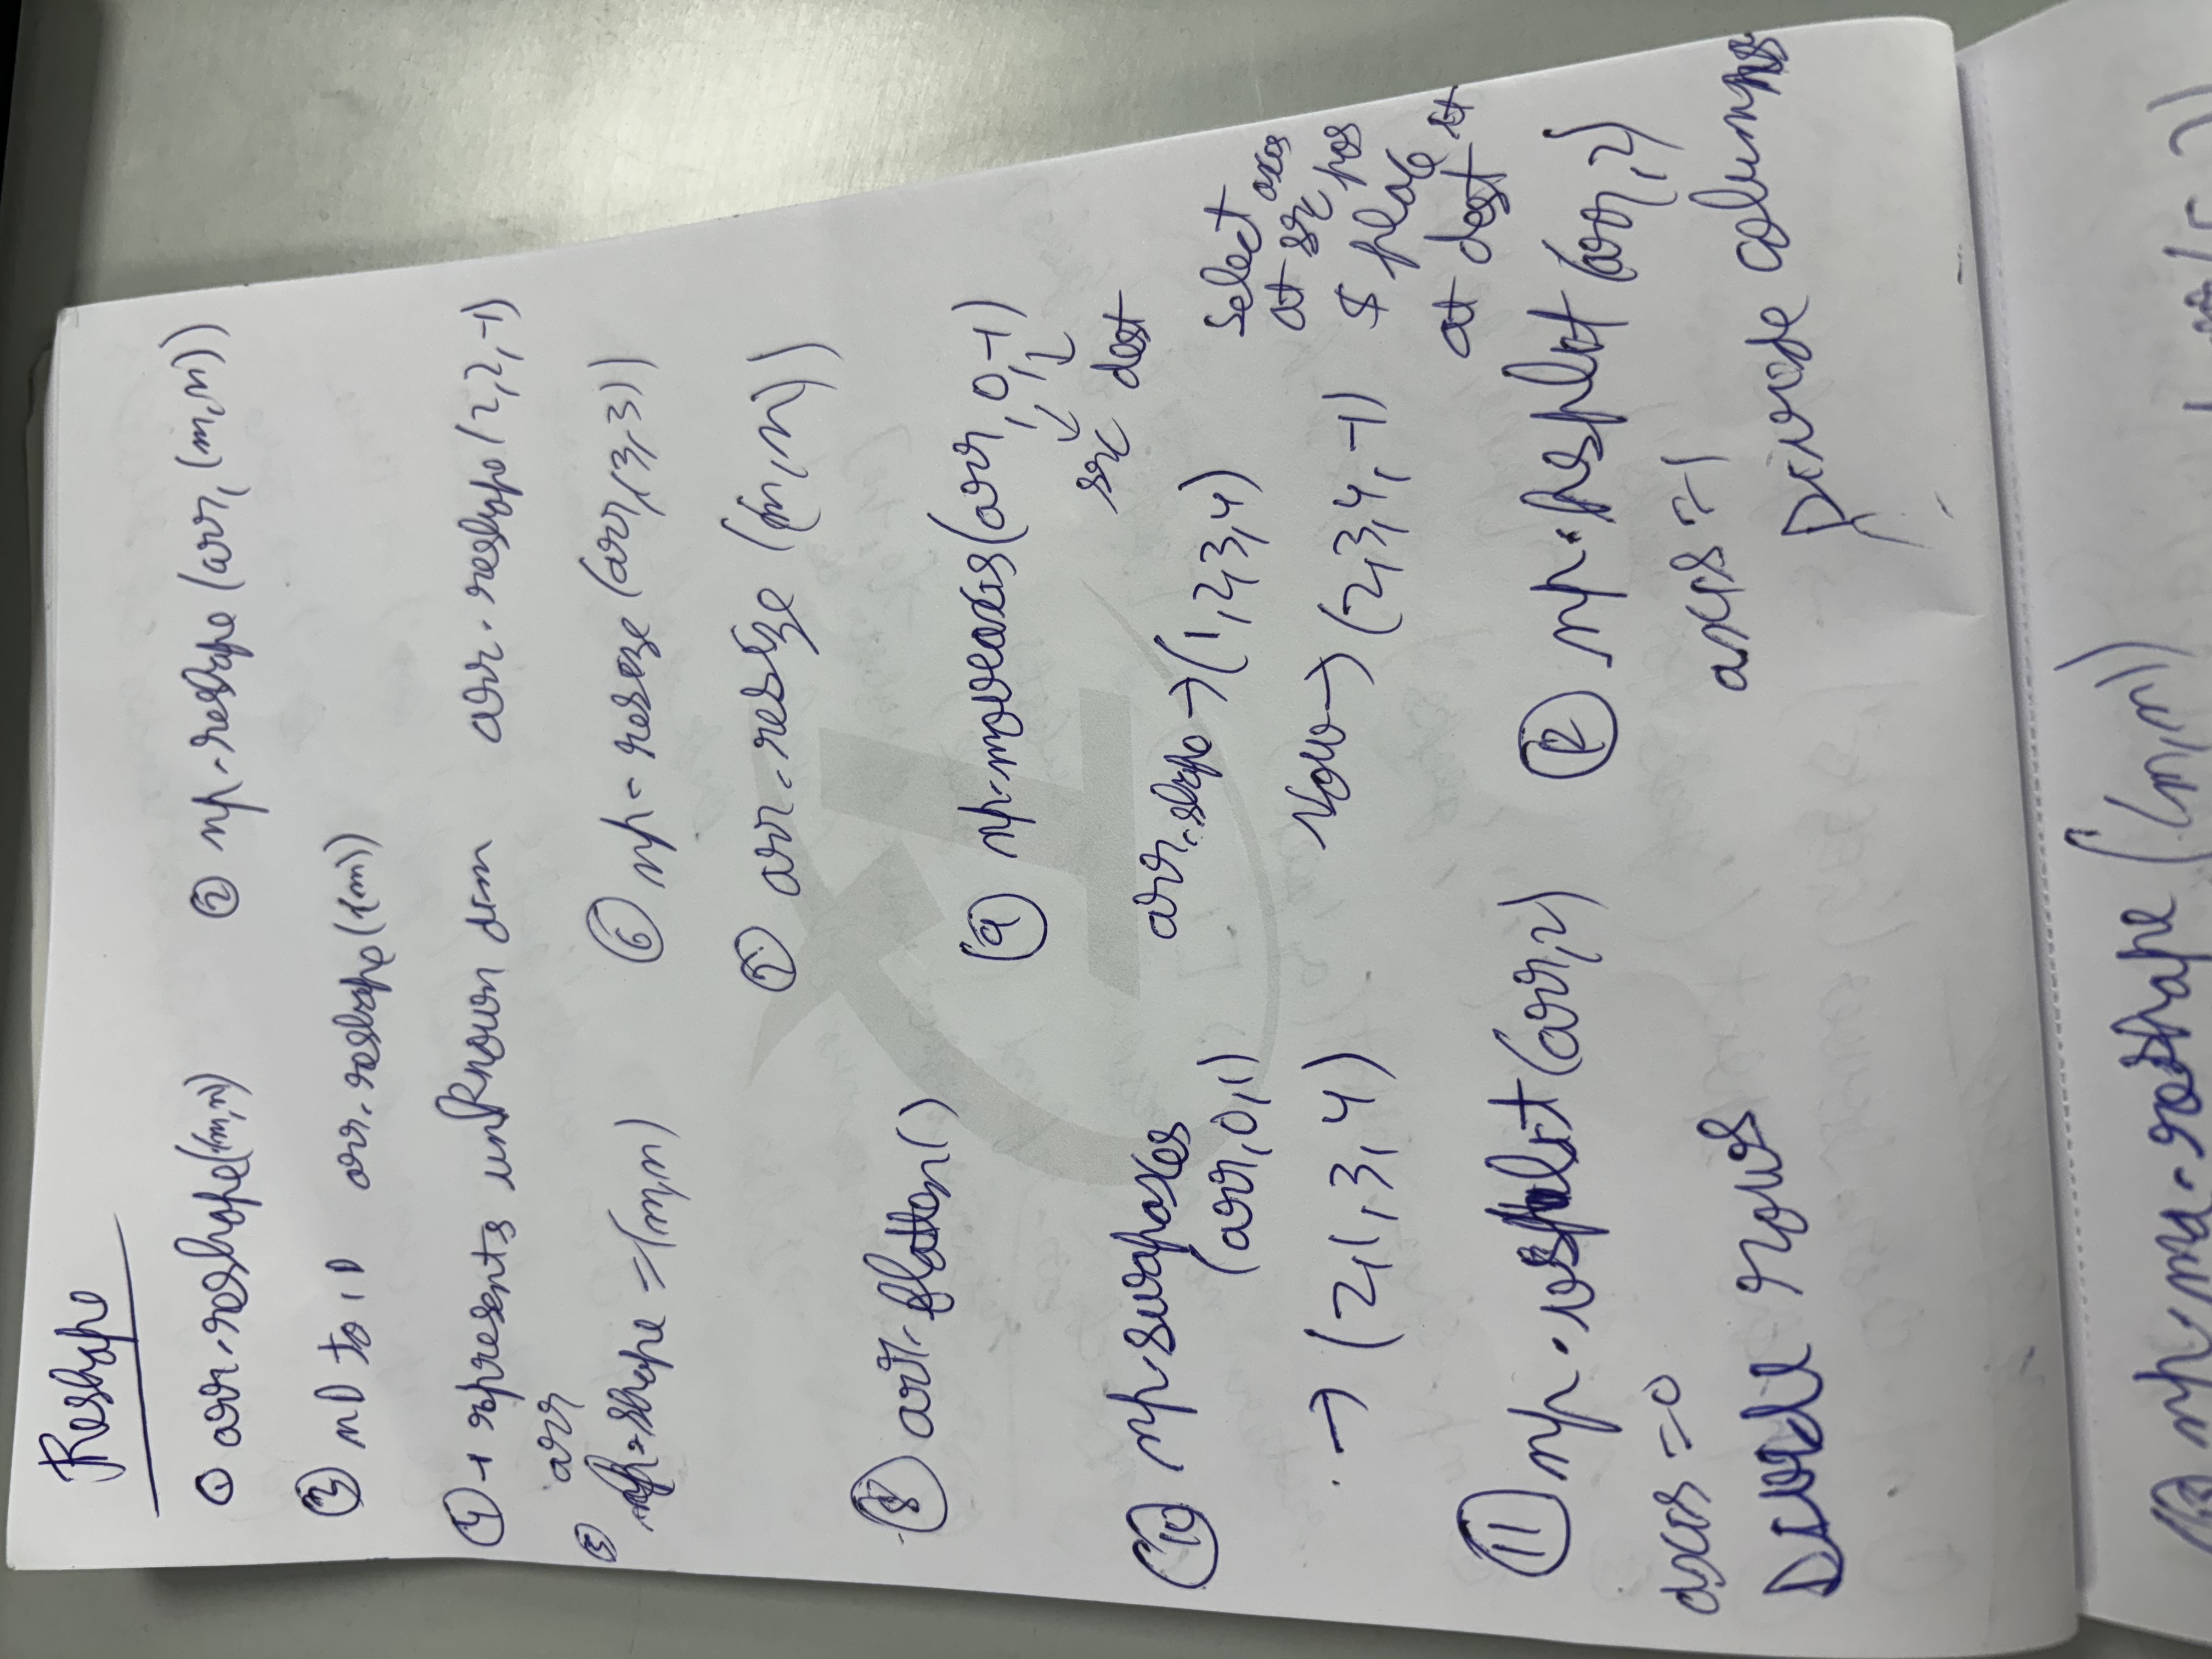 Reshape
① arr.reshape((m,n))
② np.reshape(arr, (m,n))
③ nD to 1D arr.reshape((m))
④ -1 represents unknown dim arr.reshape(2,2,-1)
arr
⑤ .shape = (m,n)
⑥ np.resize(arr,(3,3))
⑦ arr.resize((m,n))
⑧ arr.flatten()
⑨ np.moveaxis(arr, 0,-1)
src dest
⑩ np.swapaxes
(arr,0,1)
→ (2,1,3,4)
arr.shape → (1,2,3,4)
Now → (2,3,4,-1)
Select axis
at src pos
& place it
at dest
⑪ np.vsplit(arr,2)
axis=0
Divide rows
⑫ np.hsplit(arr,2)
axis=1
Divide columns
⑬ np.ma.reshape((m,n))